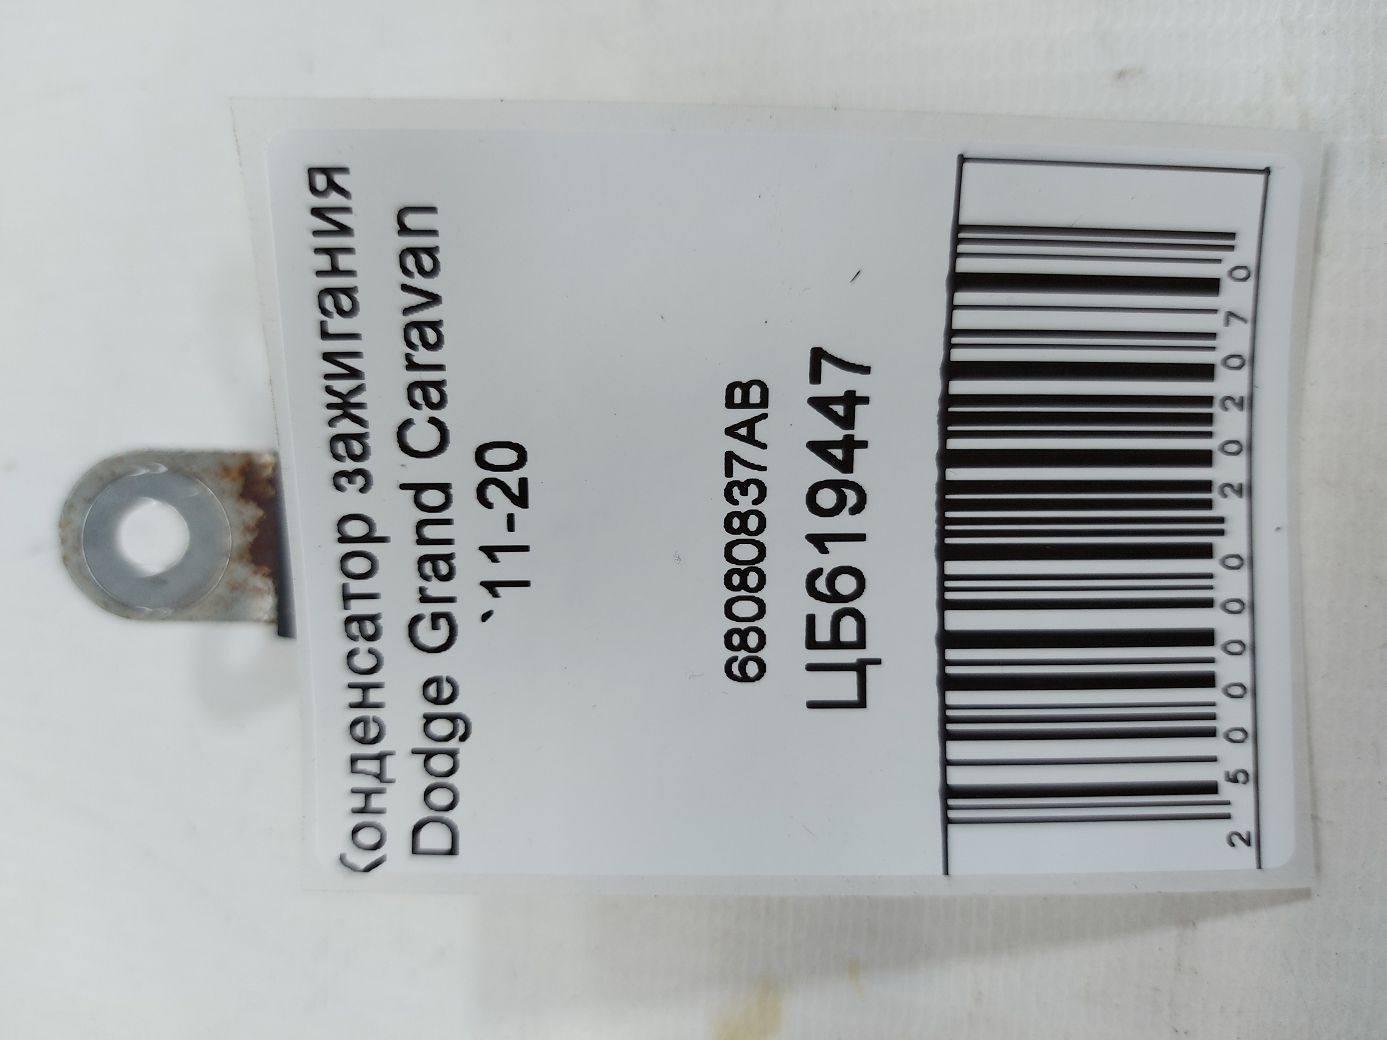 Конденсатор зажигания
Dodge Grand Caravan
`11-20
68080837AB
ЦБ619447
2500000202070